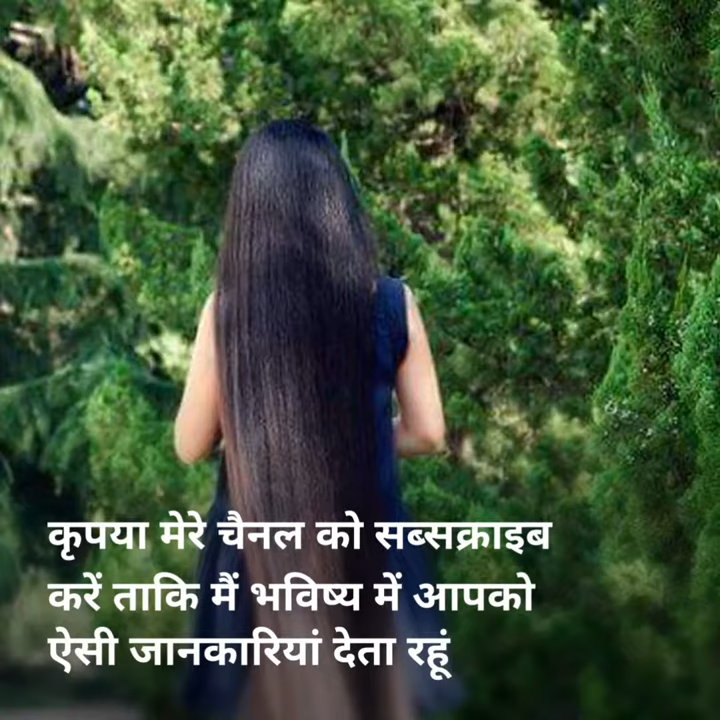 कृपया मेरे चैनल को सब्सक्राइब
करें ताकि मैं भविष्य में आपको
ऐसी जानकारियां देता रहूं